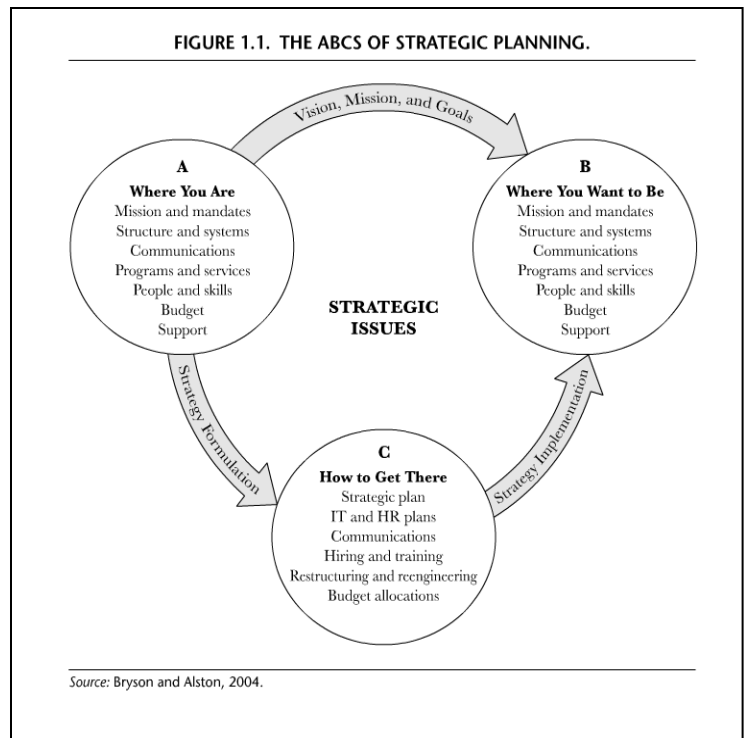 FIGURE 1.1. THE ABCS OF STRATEGIC PLANNING.
Vision, Mission, and Goals
A
Where You Are
Mission and mandates
Structure and systems
Communications
Programs and services
People and skills
Budget
Support
B
Where You Want to Be
Mission and mandates
Structure and systems
Communications
Programs and services
People and skills
Budget
Support
STRATEGIC
ISSUES
Strategy Formulation
Strategy Implementation
C
How to Get There
Strategic plan
IT and HR plans
Communications
Hiring and training
Restructuring and reengineering
Budget allocations
Source: Bryson and Alston, 2004.